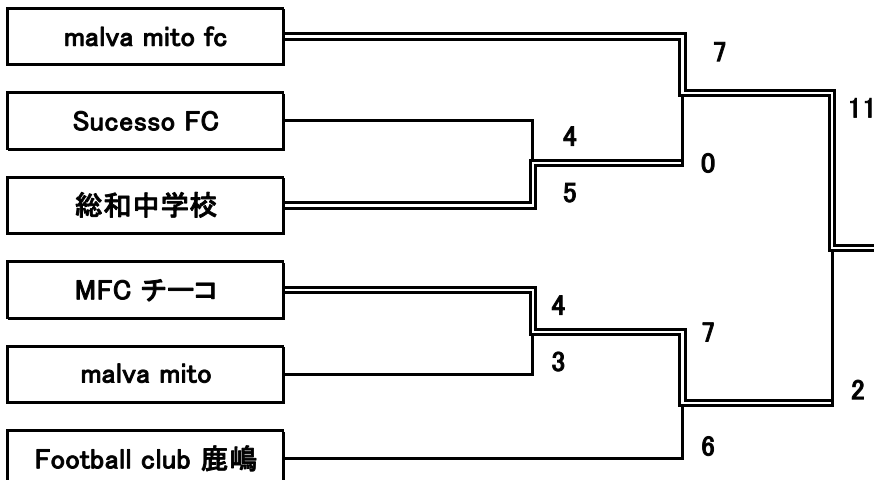 malva mito fc
7
11
Sucesso FC
4
0
5
総和中学校
MFC チーコ
4
7
3
malva mito
2
6
Football club 鹿嶋